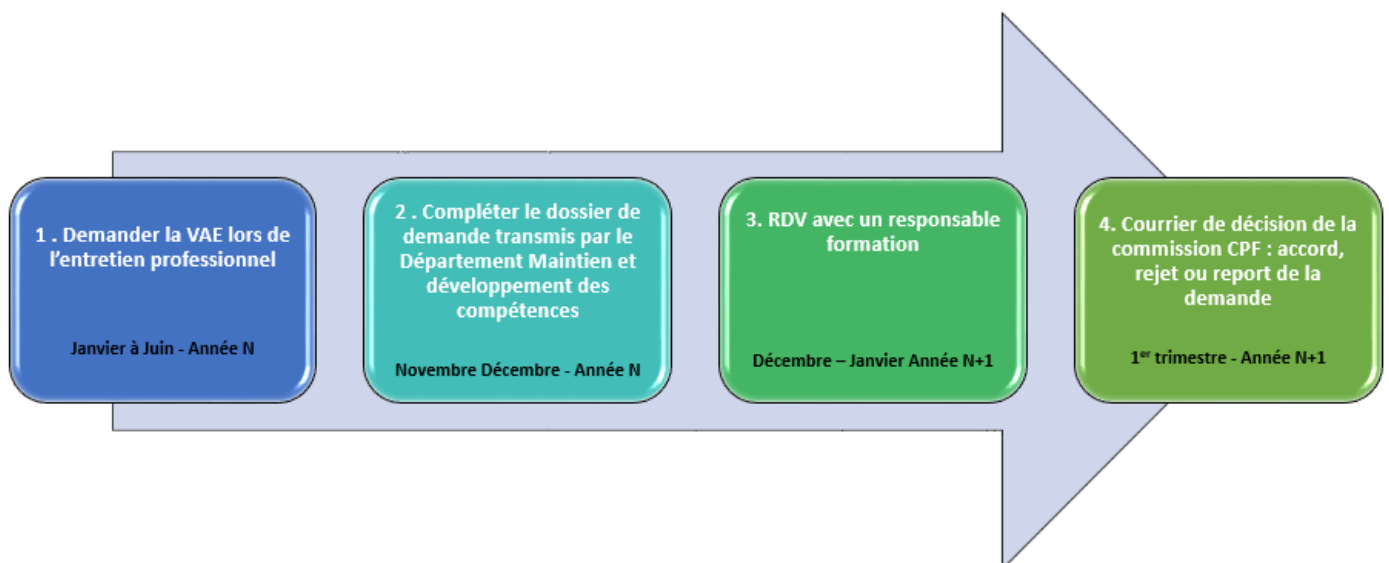 1 . Demander la VAE lors de
l'entretien professionnel
Janvier à Juin - Année N
2 . Compléter le dossier de
demande transmis par le
Département Maintien et
développement des
compétences
Novembre Décembre - Année N
3. RDV avec un responsable
formation
Décembre – Janvier Année N+1
4. Courrier de décision de la
commission CPF : accord,
rejet ou report de la
demande
1er trimestre - Année N+1